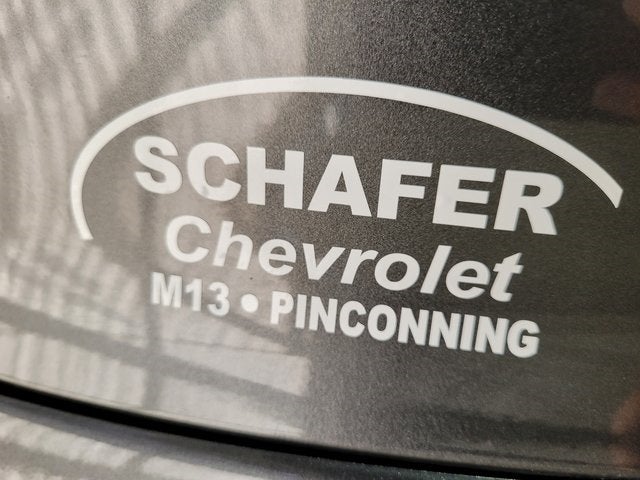 SCHAFER
Chevrolet
M13 • PINCONNING